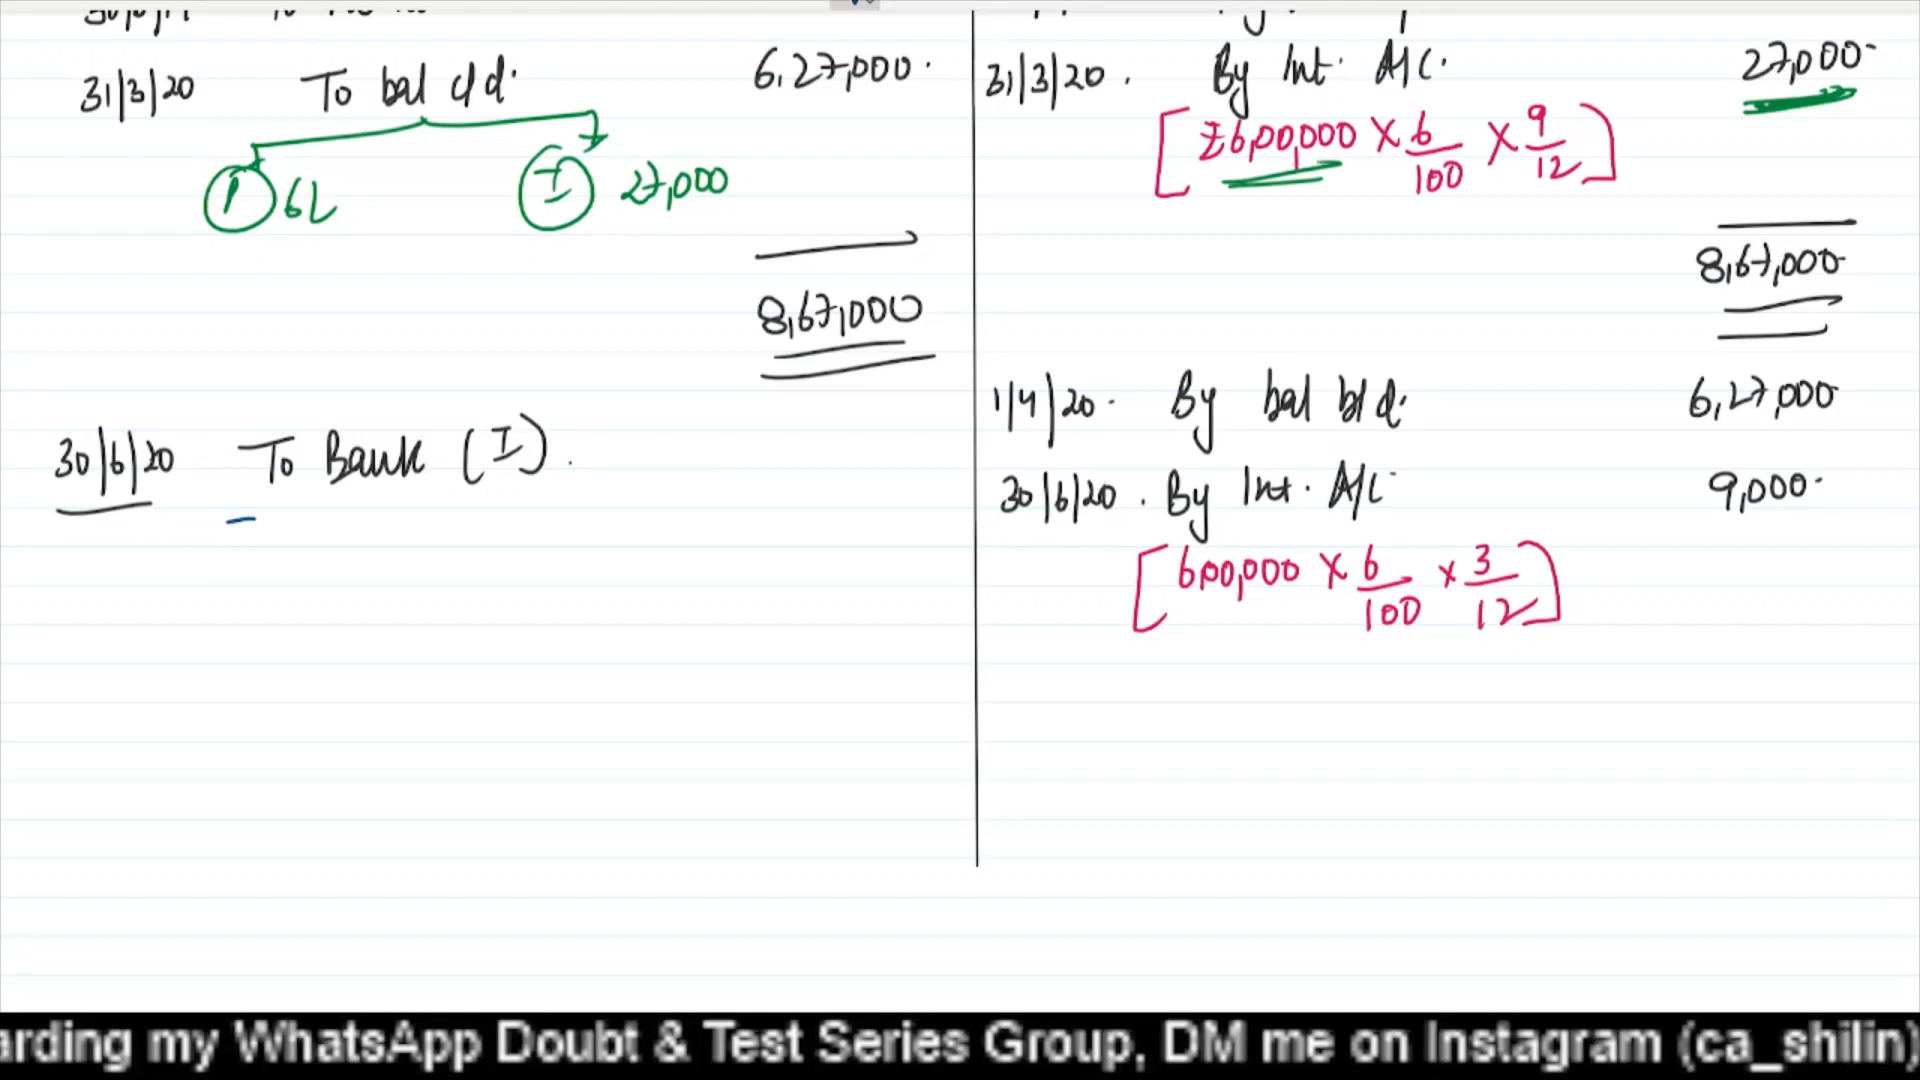 31/3/20 To bal c/d. 6,27,000.
P 6L I 27,000
8,67,000
30/6/20 To Bank (I).
31/3/20. By Int. A/c. 27,000
[₹6,00,000 × 6/100 × 9/12]
8,67,000
1/4/20. By bal b/d. 6,27,000
30/6/20. By Int. A/c 9,000.
[600,000 × 6/100 × 3/12]
arding my WhatsApp Doubt & Test Series Group, DM me on Instagram (ca_shilin)